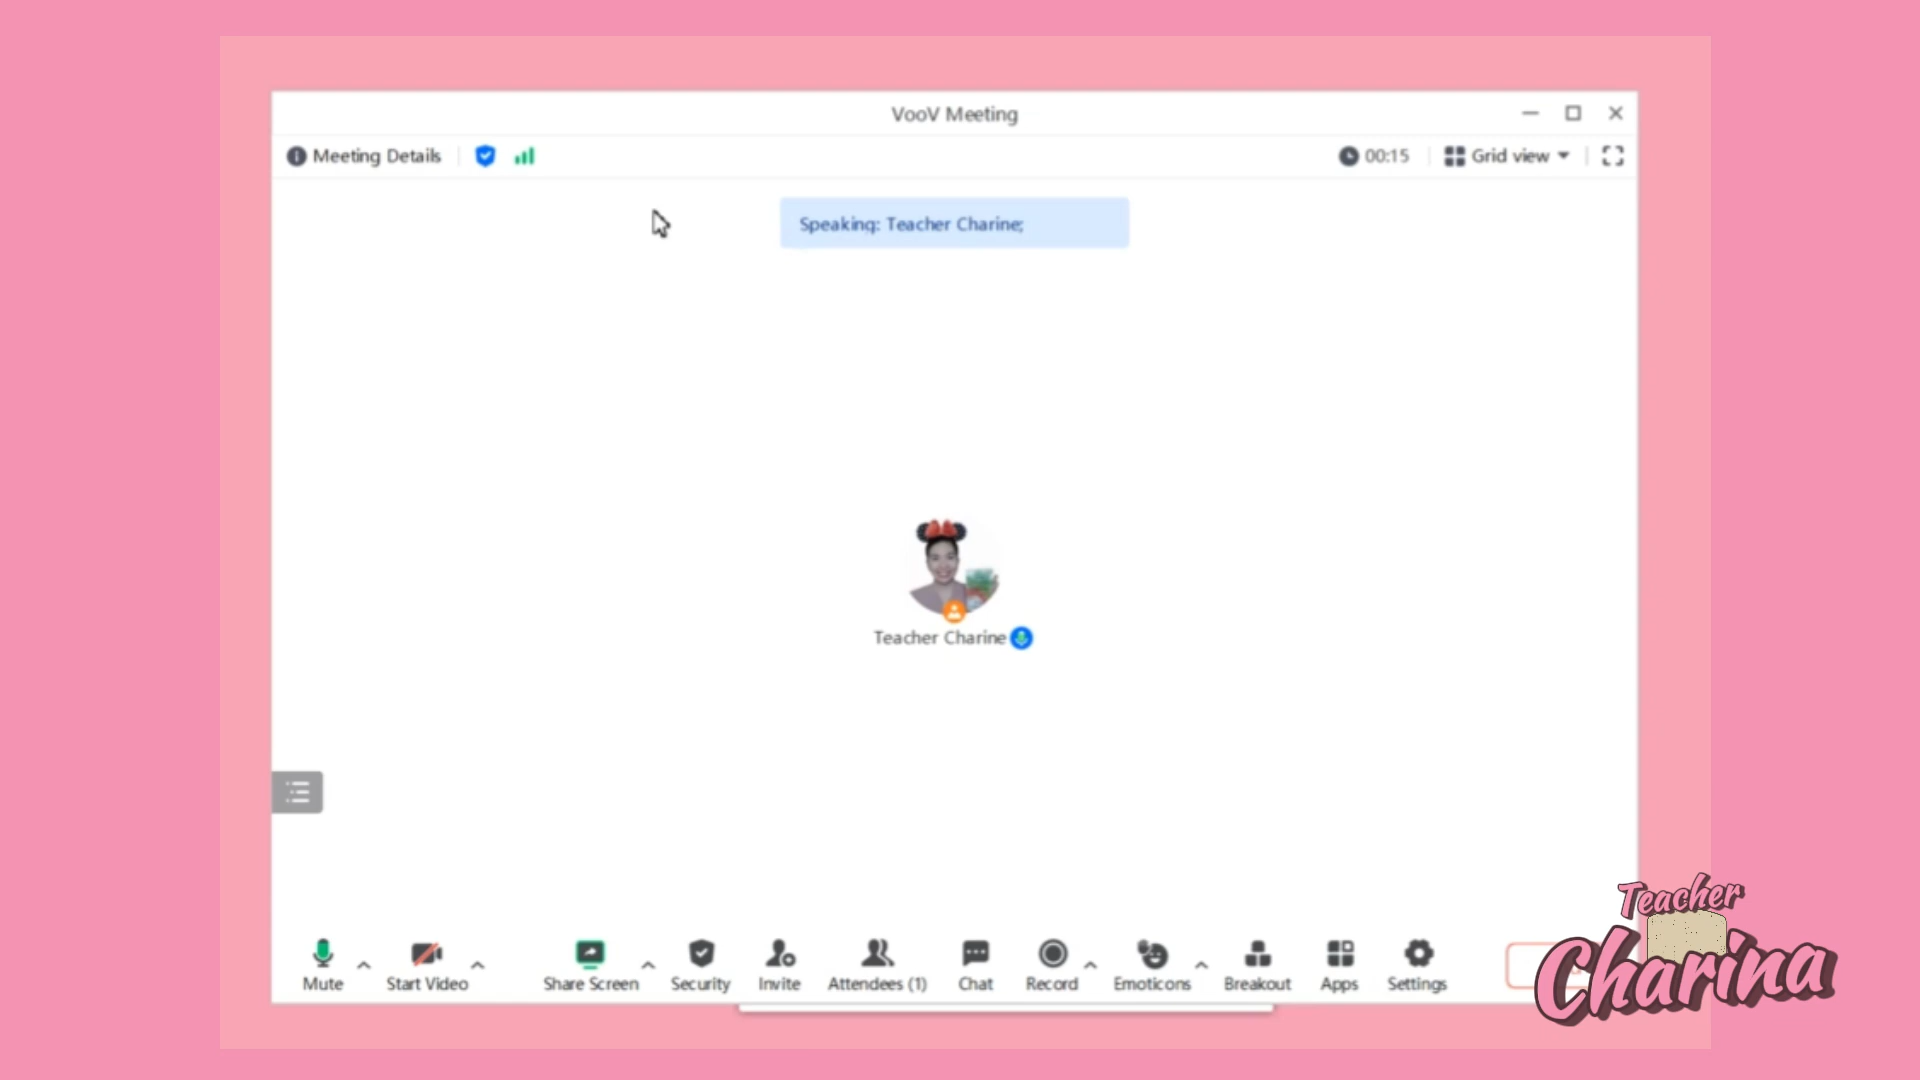 VooV Meeting
Meeting Details
00:15
Grid view
Speaking: Teacher Charine;
Teacher Charine
Mute
Start Video
Share Screen
Security
Invite
Attendees (1)
Chat
Record
Emoticons
Breakout
Apps
Settings
Teacher
Charina